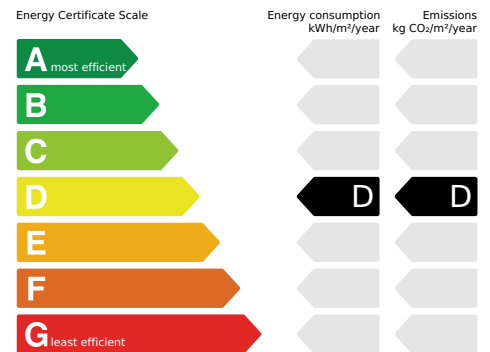 Energy Certificate Scale
Energy consumption
kWh/m²/year
Emissions
kg CO₂/m²/year
A most efficient
B
C
D D D
E
F
G least efficient